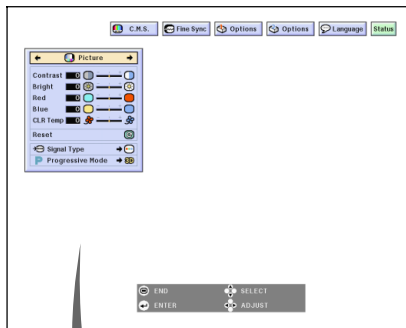 C.M.S. Fine Sync Options Options Language Status
Picture
Contrast 0
Bright 0
Red 0
Blue 0
CLR Temp 0
Reset
Signal Type
P Progressive Mode
END SELECT
ENTER ADJUST